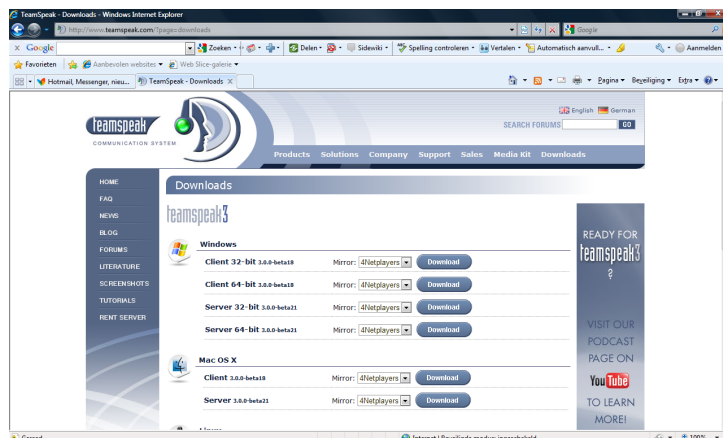 TeamSpeak - Downloads - Windows Internet Explorer
http://www.teamspeak.com/?page=downloads
Google
x Google Zoeken Delen Sidewiki Spelling controleren Vertalen Automatisch aanvull... Aanmelden
Favorieten Aanbevolen websites Web Slice-galerie
Hotmail, Messenger, nieu... TeamSpeak - Downloads X Pagina Beveiliging Extra
English German
teamspeak
COMMUNICATION SYSTEM
SEARCH FORUMS GO
Products Solutions Company Support Sales Media Kit Downloads
HOME
FAQ
NEWS
BLOG
FORUMS
LITERATURE
SCREENSHOTS
TUTORIALS
RENT SERVER
Downloads
teamspeak3
Windows
Client 32-bit 3.0.0-beta18 Mirror: 4Netplayers Download
Client 64-bit 3.0.0-beta18 Mirror: 4Netplayers Download
Server 32-bit 3.0.0-beta21 Mirror: 4Netplayers Download
Server 64-bit 3.0.0-beta21 Mirror: 4Netplayers Download
Mac OS X
Client 3.0.0-beta18 Mirror: 4Netplayers Download
Server 3.0.0-beta21 Mirror: 4Netplayers Download
READY FOR
teamspeak3
?
VISIT OUR
PODCAST
PAGE ON
YouTube
TO LEARN
MORE!
100%